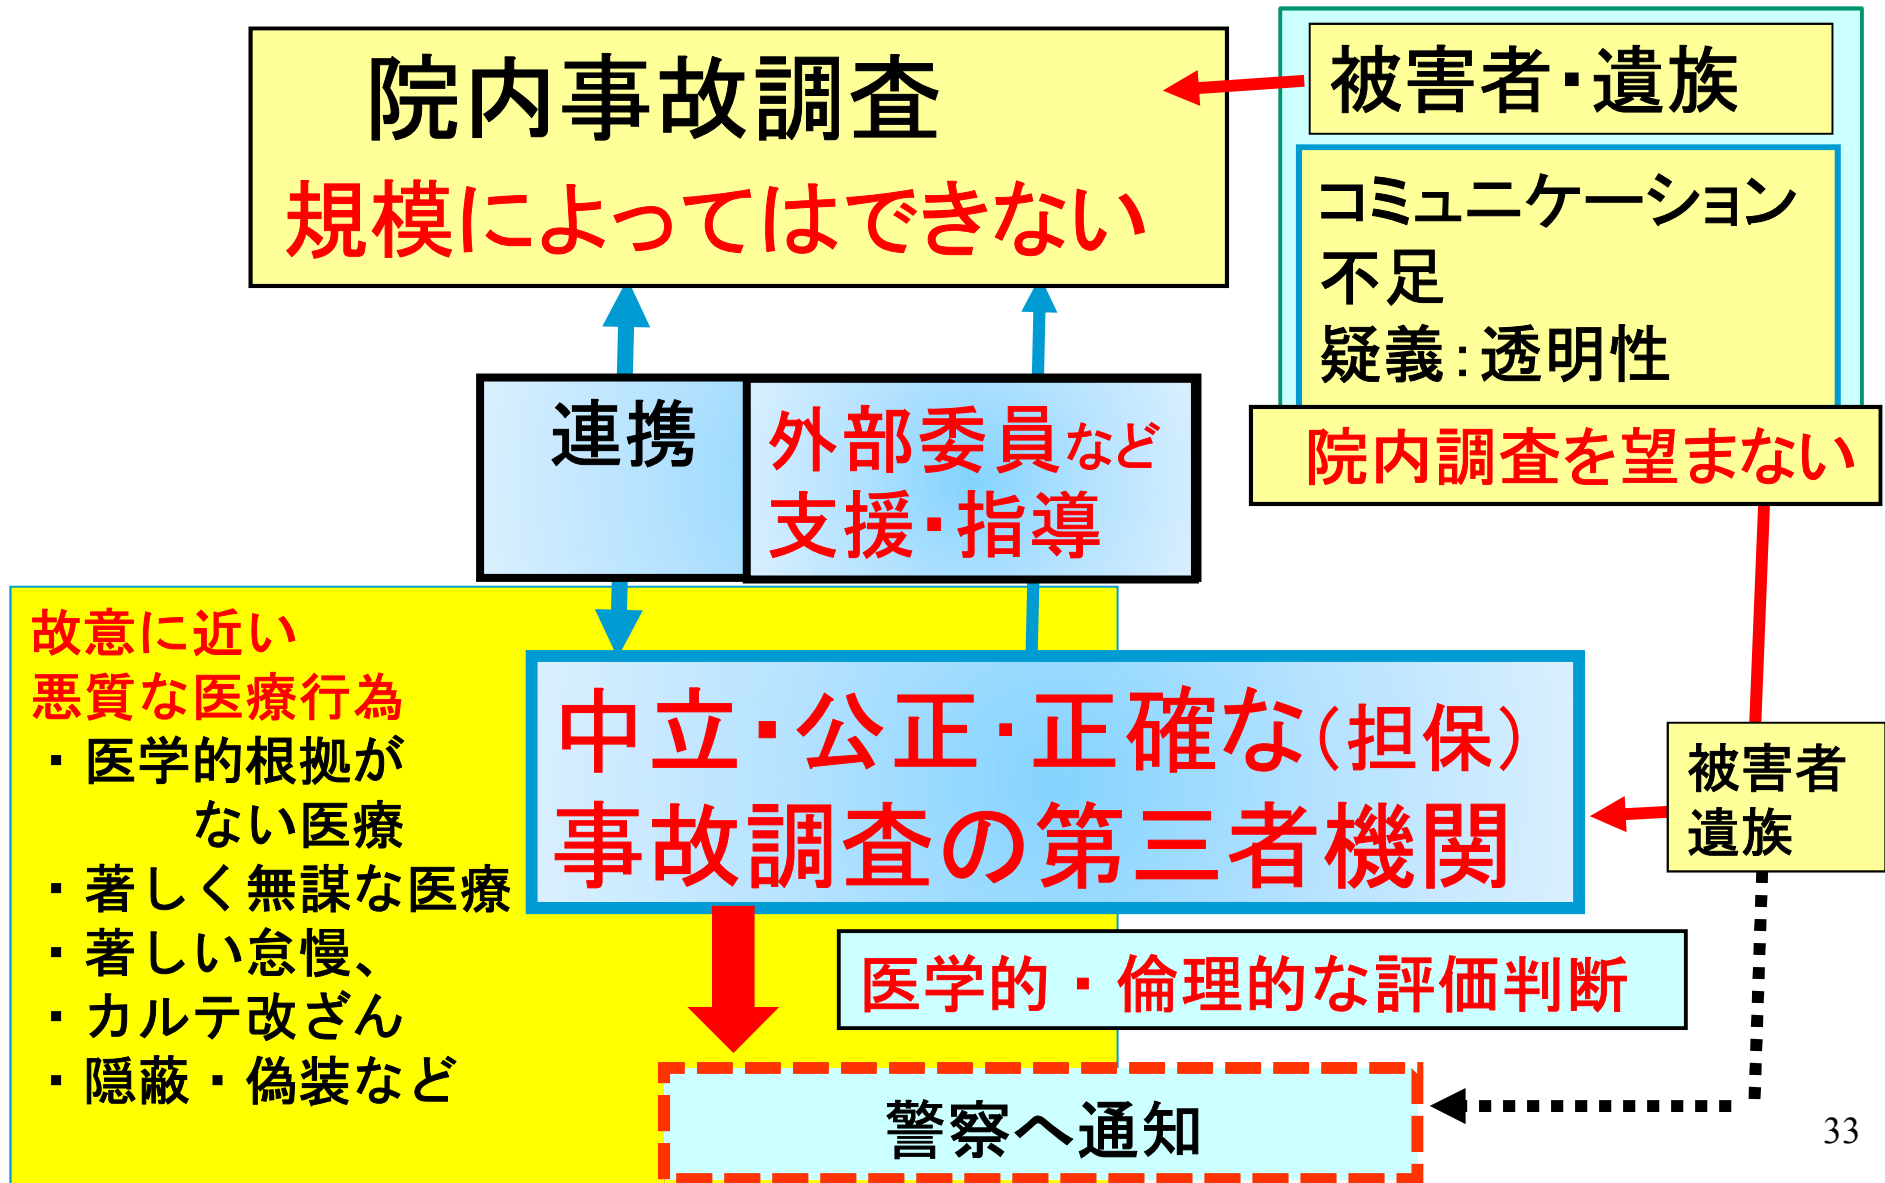 院内事故調査
規模によってはできない
被害者・遺族
コミュニケーション
不足
疑義:透明性
院内調査を望まない
連携
外部委員など
支援・指導
故意に近い
悪質な医療行為
・医学的根拠が
ない医療
・著しく無謀な医療
・著しい怠慢、
・カルテ改ざん
・隠蔽・偽装など
中立・公正・正確な(担保)
事故調査の第三者機関
被害者
遺族
医学的・倫理的な評価判断
警察へ通知
33